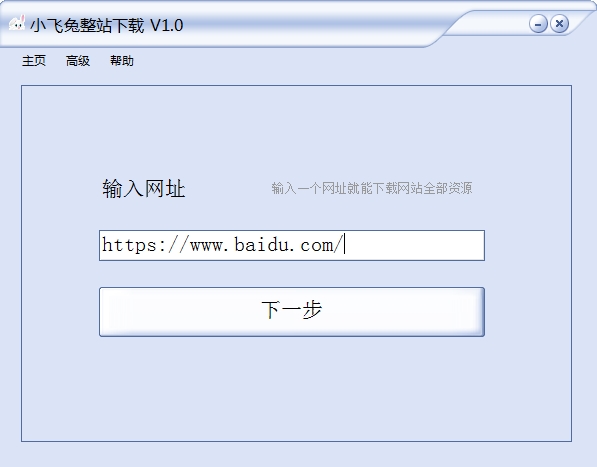 小飞兔整站下载 V1.0
主页 高级 帮助
输入网址 输入一个网址就能下载网站全部资源
https://www.baidu.com/
下一步